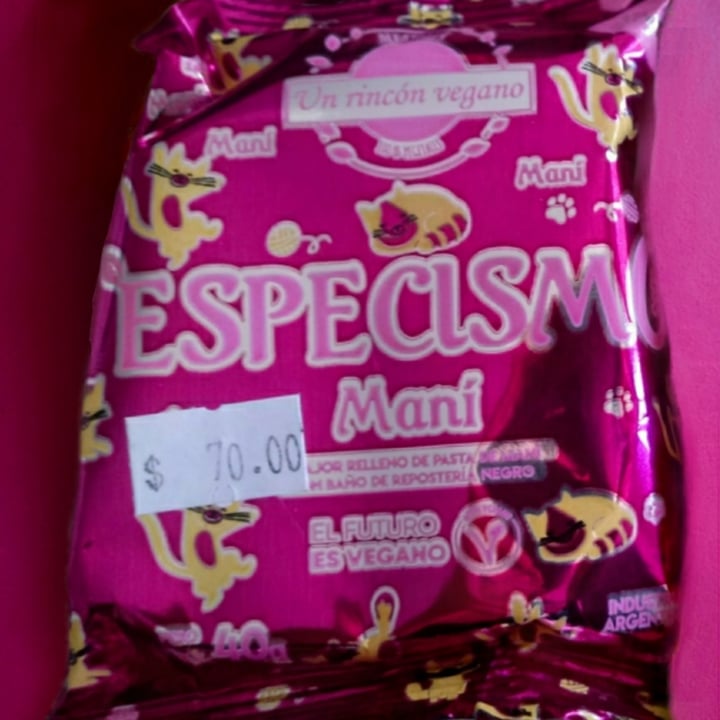 Un rincón vegano
Maní
Maní
ESPECISMO
Maní
$ 70.00
RELLENO DE PASTA
BAÑO DE REPOSTERÍA NEGRO
EL FUTURO
ES VEGANO
40g